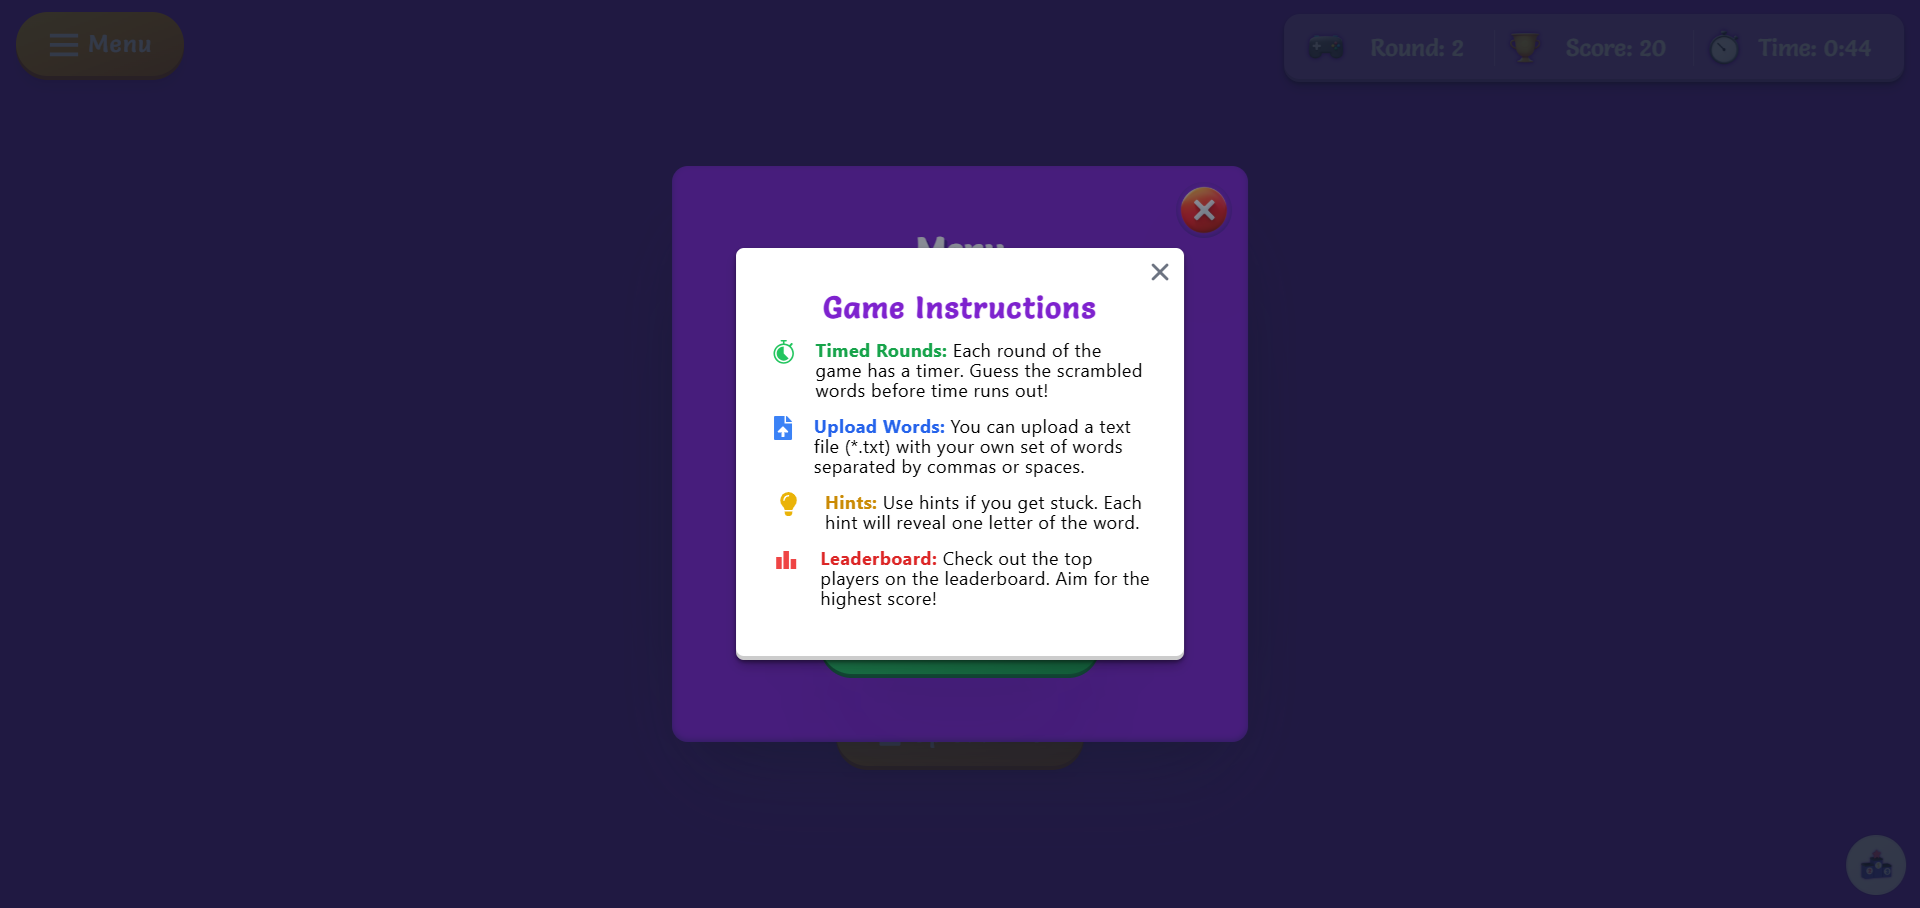 Menu
Round: 2
Score: 20
Time: 0:44
Menu
Game Instructions
Timed Rounds: Each round of the
game has a timer. Guess the scrambled
words before time runs out!
Upload Words: You can upload a text
file (*.txt) with your own set of words
separated by commas or spaces.
Hints: Use hints if you get stuck. Each
hint will reveal one letter of the word.
Leaderboard: Check out the top
players on the leaderboard. Aim for the
highest score!